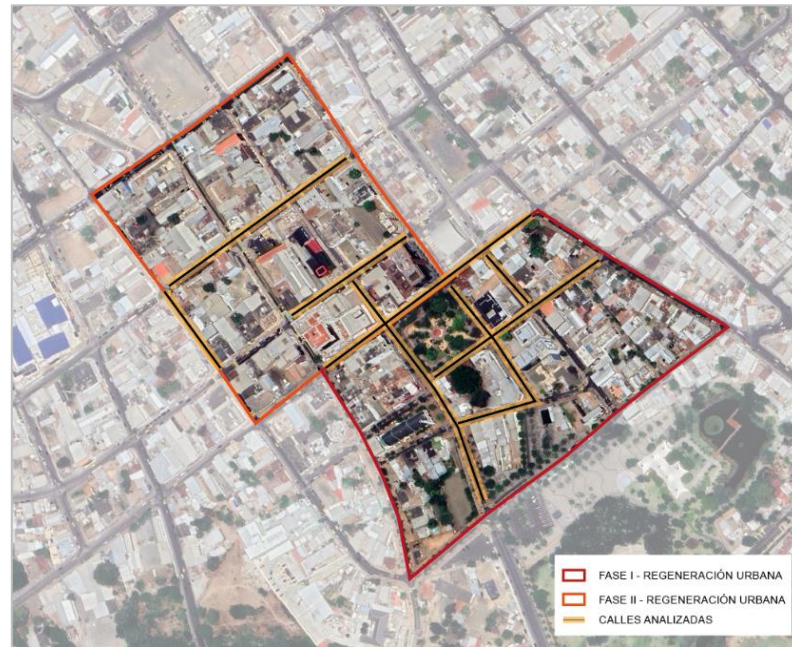 FASE I - REGENERACIÓN URBANA
FASE II - REGENERACIÓN URBANA
CALLES ANALIZADAS